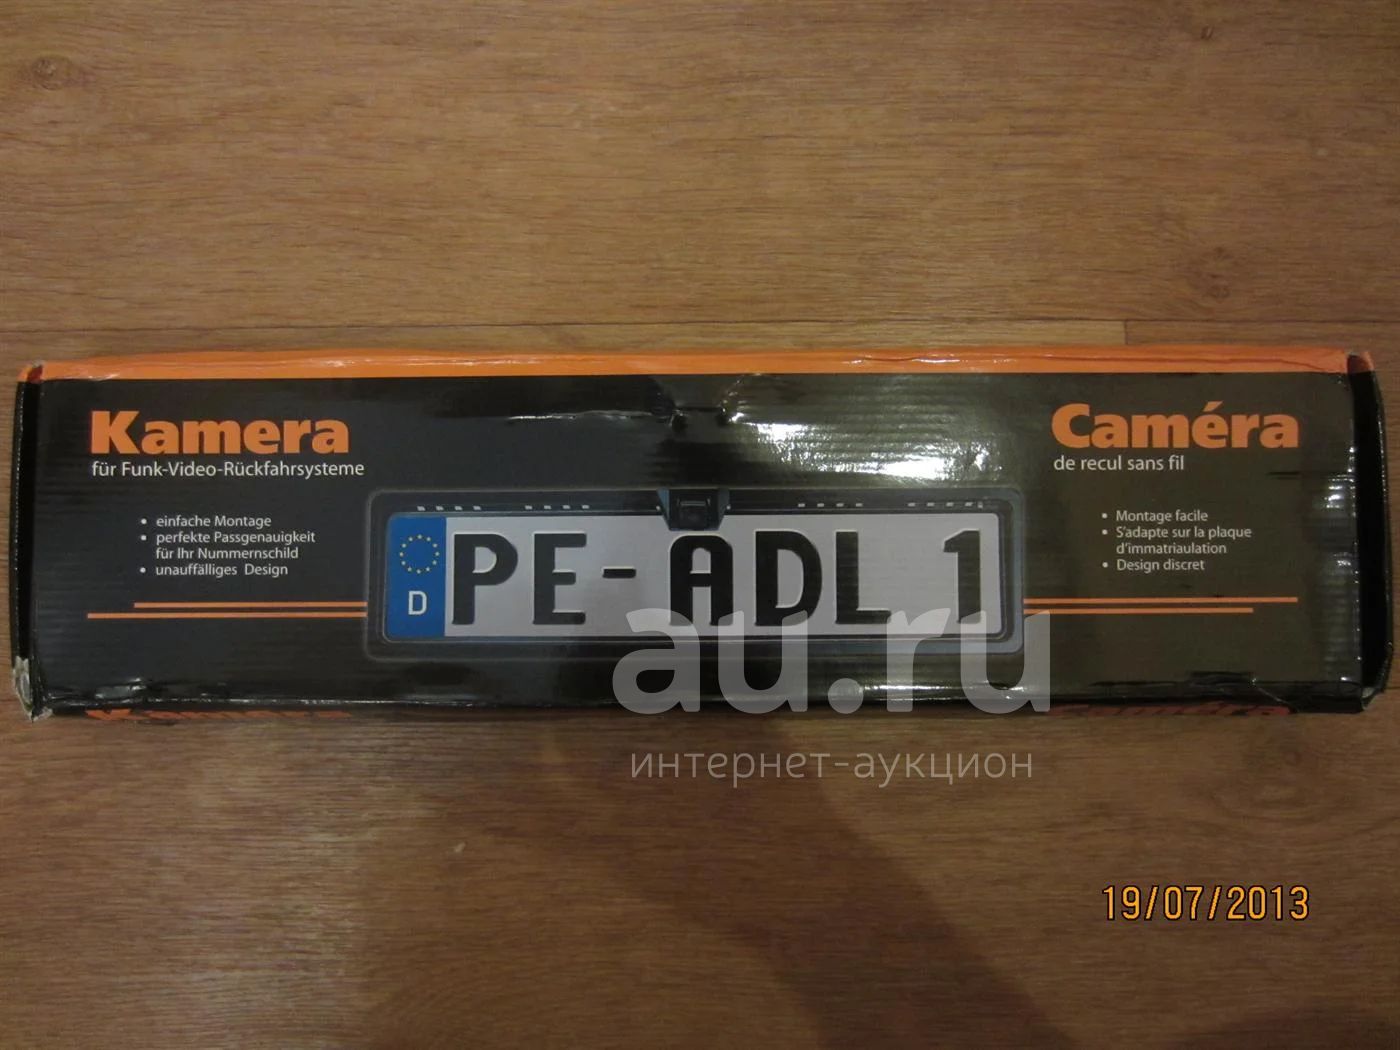 Kamera
für Funk-Video-Rückfahrsysteme
• einfache Montage
• perfekte Passgenauigkeit
für Ihr Nummernschild
• unauffälliges Design
Caméra
de recul sans fil
• Montage facile
• S'adapte sur la plaque
d'immatriaulation
• Design discret
D
PE-ADL 1
au.ru
интернет-аукцион
19/07/2013